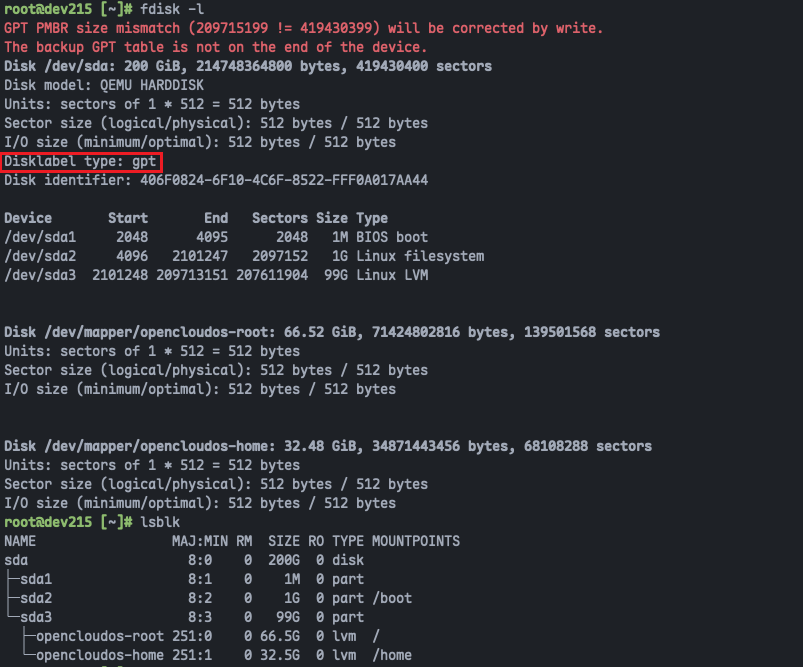 root@dev215 [~]# fdisk -l
GPT PMBR size mismatch (209715199 != 419430399) will be corrected by write.
The backup GPT table is not on the end of the device.
Disk /dev/sda: 200 GiB, 214748364800 bytes, 419430400 sectors
Disk model: QEMU HARDDISK
Units: sectors of 1 * 512 = 512 bytes
Sector size (logical/physical): 512 bytes / 512 bytes
I/O size (minimum/optimal): 512 bytes / 512 bytes
Disklabel type: gpt
Disk identifier: 406F0824-6F10-4C6F-8522-FFF0A017AA44

Device       Start       End   Sectors Size Type
/dev/sda1     2048      4095      2048   1M BIOS boot
/dev/sda2     4096   2101247   2097152   1G Linux filesystem
/dev/sda3  2101248 209713151 207611904  99G Linux LVM


Disk /dev/mapper/opencloudos-root: 66.52 GiB, 71424802816 bytes, 139501568 sectors
Units: sectors of 1 * 512 = 512 bytes
Sector size (logical/physical): 512 bytes / 512 bytes
I/O size (minimum/optimal): 512 bytes / 512 bytes


Disk /dev/mapper/opencloudos-home: 32.48 GiB, 34871443456 bytes, 68108288 sectors
Units: sectors of 1 * 512 = 512 bytes
Sector size (logical/physical): 512 bytes / 512 bytes
I/O size (minimum/optimal): 512 bytes / 512 bytes
root@dev215 [~]# lsblk
NAME                 MAJ:MIN RM  SIZE RO TYPE MOUNTPOINTS
sda                    8:0    0  200G  0 disk
├─sda1                 8:1    0    1M  0 part
├─sda2                 8:2    0    1G  0 part /boot
└─sda3                 8:3    0   99G  0 part
  ├─opencloudos-root 251:0    0 66.5G  0 lvm  /
  └─opencloudos-home 251:1    0 32.5G  0 lvm  /home